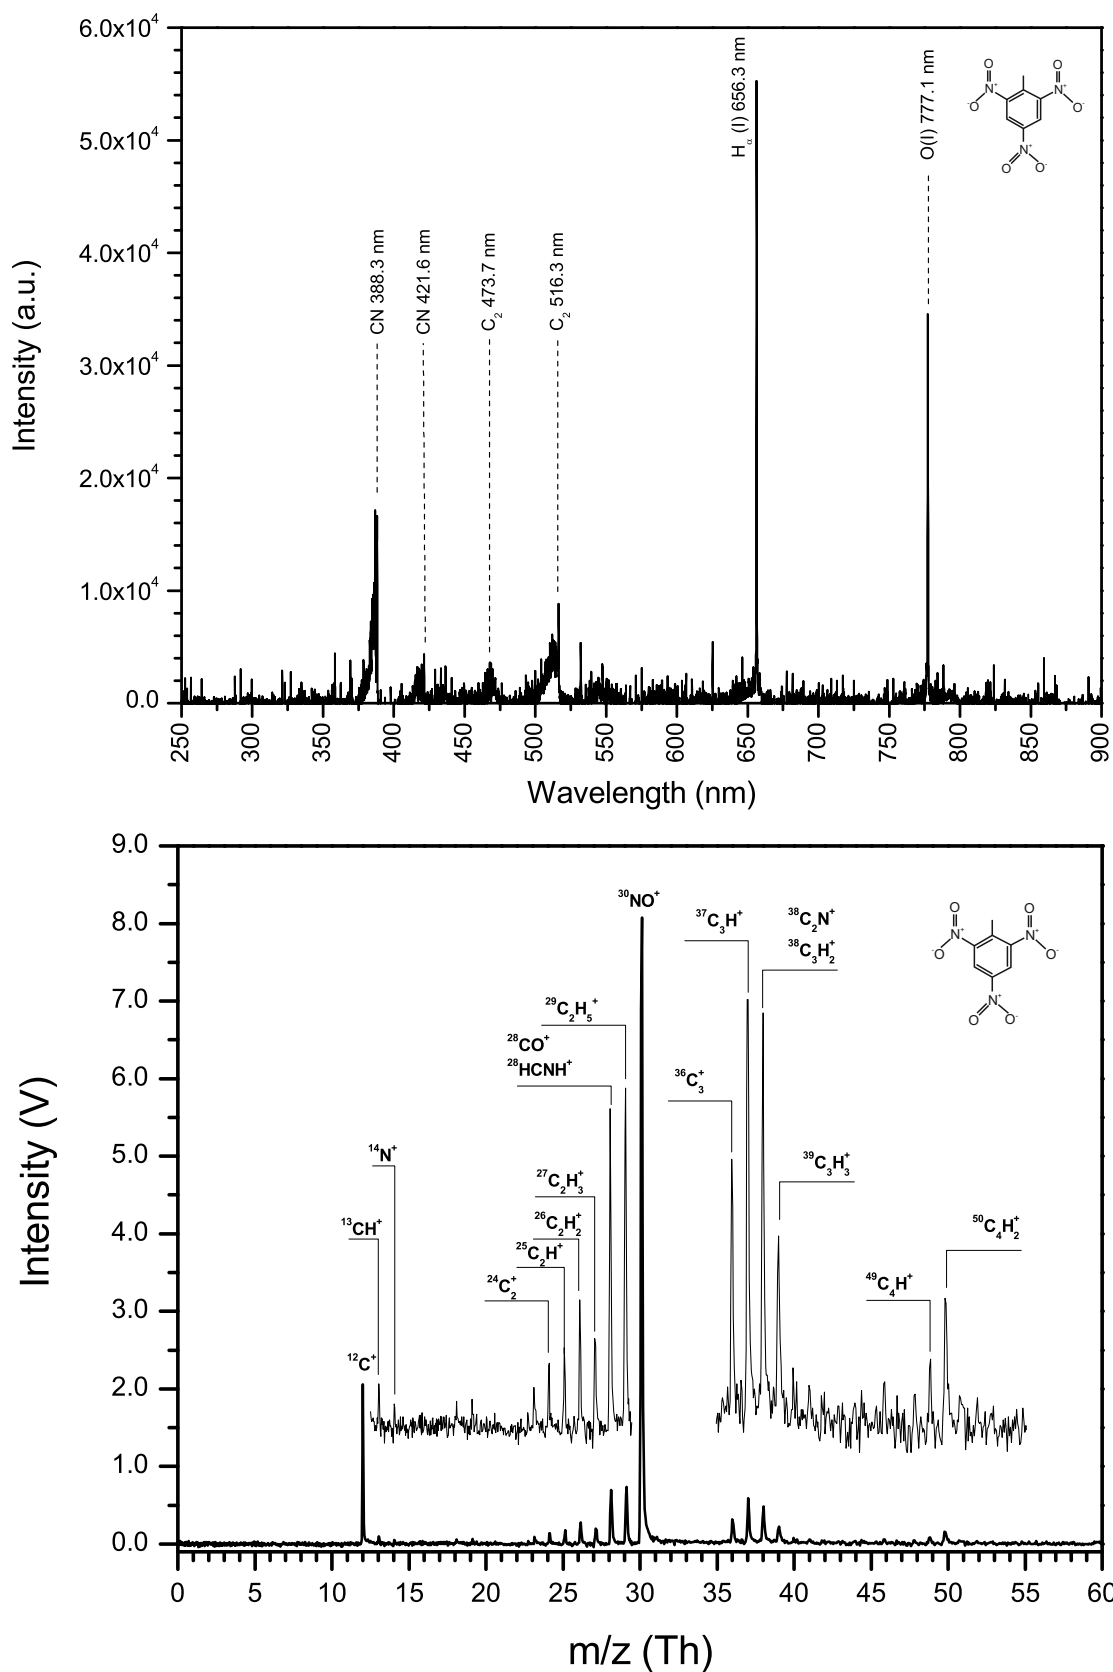 6.0x10⁴
5.0x10⁴
4.0x10⁴
3.0x10⁴
2.0x10⁴
1.0x10⁴
0.0
Intensity (a.u.)
CN 388.3 nm
CN 421.6 nm
C₂ 473.7 nm
C₂ 516.3 nm
Hα (I) 656.3 nm
O(I) 777.1 nm
O O
N⁺ N⁺
⁻O O⁻
N⁺
O O⁻
250 300 350 400 450 500 550 600 650 700 750 800 850 900
Wavelength (nm)
9.0
8.0
7.0
6.0
5.0
4.0
3.0
2.0
1.0
0.0
Intensity (V)
¹²C⁺
¹³CH⁺
¹⁴N⁺
²⁴C₂⁺
²⁵C₂H⁺
²⁶C₂H₂⁺
²⁷C₂H₃⁺
²⁸CO⁺
²⁸HCNH⁺
²⁹C₂H₅⁺
³⁰NO⁺
³⁶C₃⁺
³⁷C₃H⁺
³⁸C₂N⁺
³⁸C₃H₂⁺
³⁹C₃H₃⁺
⁴⁹C₄H⁺
⁵⁰C₄H₂⁺
O O
N⁺ N⁺
⁻O O⁻
N⁺
O O⁻
0 5 10 15 20 25 30 35 40 45 50 55 60
m/z (Th)